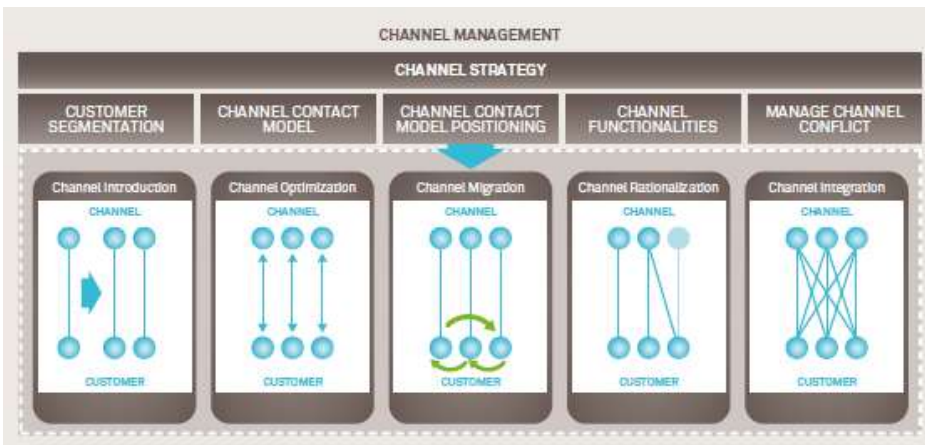 CHANNEL MANAGEMENT
CHANNEL STRATEGY
CUSTOMER
SEGMENTATION
CHANNEL CONTACT
MODEL
CHANNEL CONTACT
MODEL POSITIONING
CHANNEL
FUNCTIONALITIES
MANAGE CHANNEL
CONFLICT
Channel Introduction
CHANNEL
CUSTOMER
Channel Optimization
CHANNEL
CUSTOMER
Channel Migration
CHANNEL
CUSTOMER
Channel Rationalization
CHANNEL
CUSTOMER
Channel Integration
CHANNEL
CUSTOMER